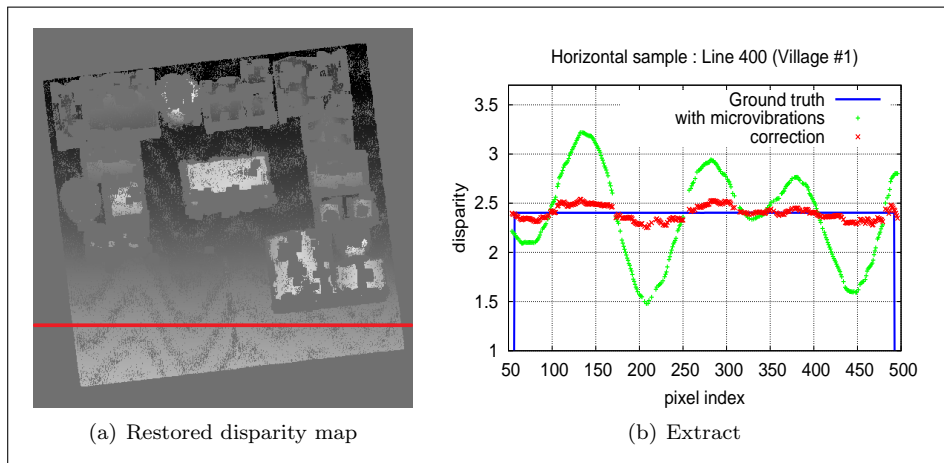 Horizontal sample : Line 400 (Village #1)
Ground truth
with microvibrations
correction
3.5
3
2.5
2
1.5
1
disparity
50 100 150 200 250 300 350 400 450 500
pixel index
(a) Restored disparity map
(b) Extract